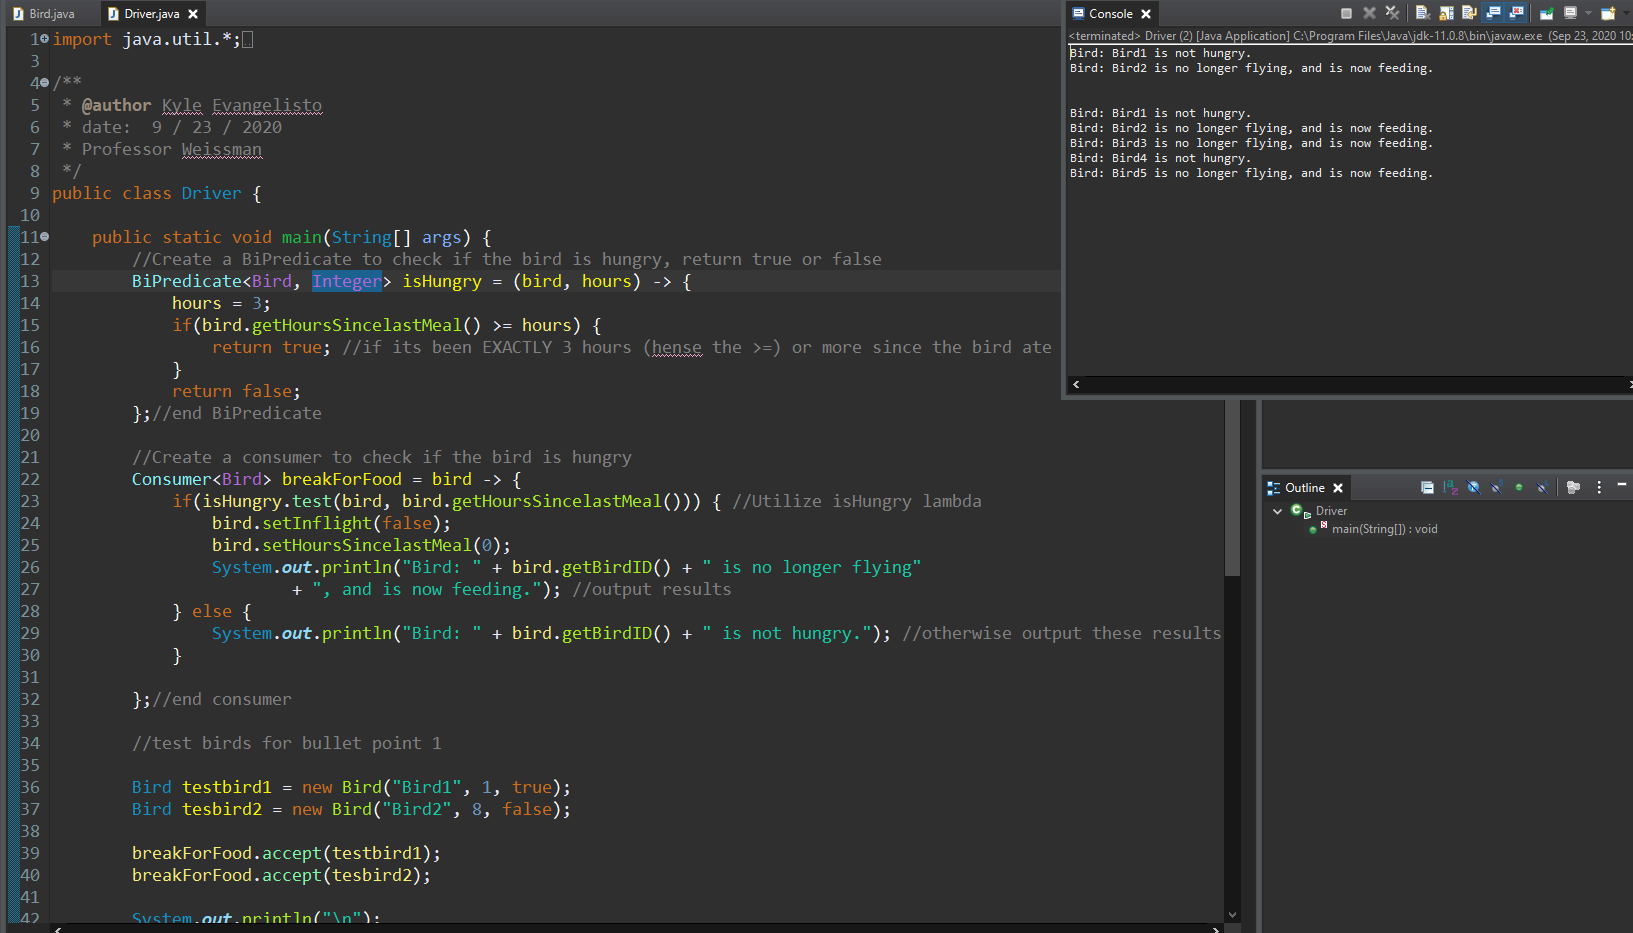 Bird.java
Driver.java
1 import java.util.*;
3
4 /**
5  * @author Kyle Evangelisto
6  * date:  9 / 23 / 2020
7  * Professor Weissman
8  */
9 public class Driver {
10
11     public static void main(String[] args) {
12         //Create a BiPredicate to check if the bird is hungry, return true or false
13         BiPredicate<Bird, Integer> isHungry = (bird, hours) -> {
14             hours = 3;
15             if(bird.getHoursSincelastMeal() >= hours) {
16                 return true; //if its been EXACTLY 3 hours (hense the >=) or more since the bird ate
17             }
18             return false;
19         };//end BiPredicate
20
21         //Create a consumer to check if the bird is hungry
22         Consumer<Bird> breakForFood = bird -> {
23             if(isHungry.test(bird, bird.getHoursSincelastMeal())) { //Utilize isHungry lambda
24                 bird.setInflight(false);
25                 bird.setHoursSincelastMeal(0);
26                 System.out.println("Bird: " + bird.getBirdID() + " is no longer flying"
27                         + ", and is now feeding."); //output results
28             } else {
29                 System.out.println("Bird: " + bird.getBirdID() + " is not hungry."); //otherwise output these results
30             }
31
32         };//end consumer
33
34         //test birds for bullet point 1
35
36         Bird testbird1 = new Bird("Bird1", 1, true);
37         Bird tesbird2 = new Bird("Bird2", 8, false);
38
39         breakForFood.accept(testbird1);
40         breakForFood.accept(tesbird2);
41
42         System.out.println("\n");
Console
<terminated> Driver (2) [Java Application] C:\Program Files\Java\jdk-11.0.8\bin\javaw.exe (Sep 23, 2020 10:
Bird: Bird1 is not hungry.
Bird: Bird2 is no longer flying, and is now feeding.
Bird: Bird1 is not hungry.
Bird: Bird2 is no longer flying, and is now feeding.
Bird: Bird3 is no longer flying, and is now feeding.
Bird: Bird4 is not hungry.
Bird: Bird5 is no longer flying, and is now feeding.
Outline
Driver
main(String[]) : void